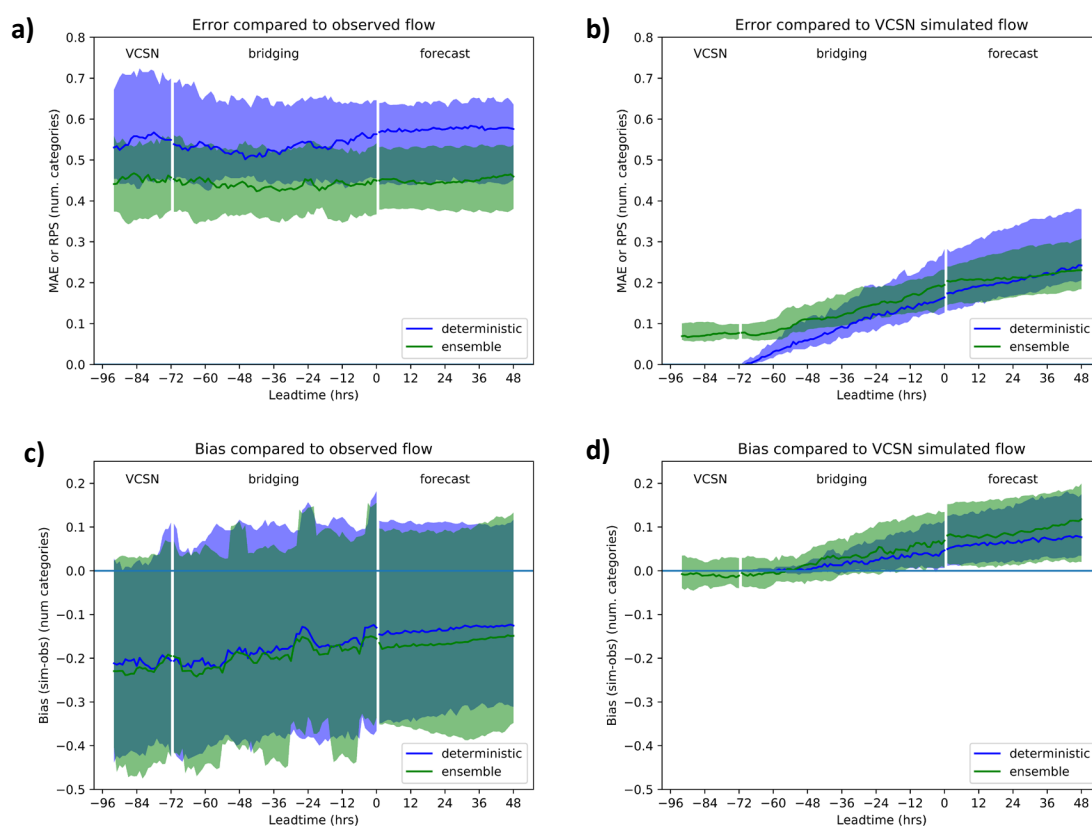 a)
Error compared to observed flow
VCSN bridging forecast
0.8
0.7
0.6
0.5
0.4
0.3
0.2
0.1
0.0
MAE or RPS (num. categories)
deterministic
ensemble
−96 −84 −72 −60 −48 −36 −24 −12 0 12 24 36 48
Leadtime (hrs)
b)
Error compared to VCSN simulated flow
VCSN bridging forecast
0.8
0.7
0.6
0.5
0.4
0.3
0.2
0.1
0.0
MAE or RPS (num. categories)
deterministic
ensemble
−96 −84 −72 −60 −48 −36 −24 −12 0 12 24 36 48
Leadtime (hrs)
c)
Bias compared to observed flow
VCSN bridging forecast
0.2
0.1
0.0
−0.1
−0.2
−0.3
−0.4
−0.5
Bias (sim-obs) (num categories)
deterministic
ensemble
−96 −84 −72 −60 −48 −36 −24 −12 0 12 24 36 48
Leadtime (hrs)
d)
Bias compared to VCSN simulated flow
VCSN bridging forecast
0.2
0.1
0.0
−0.1
−0.2
−0.3
−0.4
−0.5
Bias (sim-obs) (num. categories)
deterministic
ensemble
−96 −84 −72 −60 −48 −36 −24 −12 0 12 24 36 48
Leadtime (hrs)